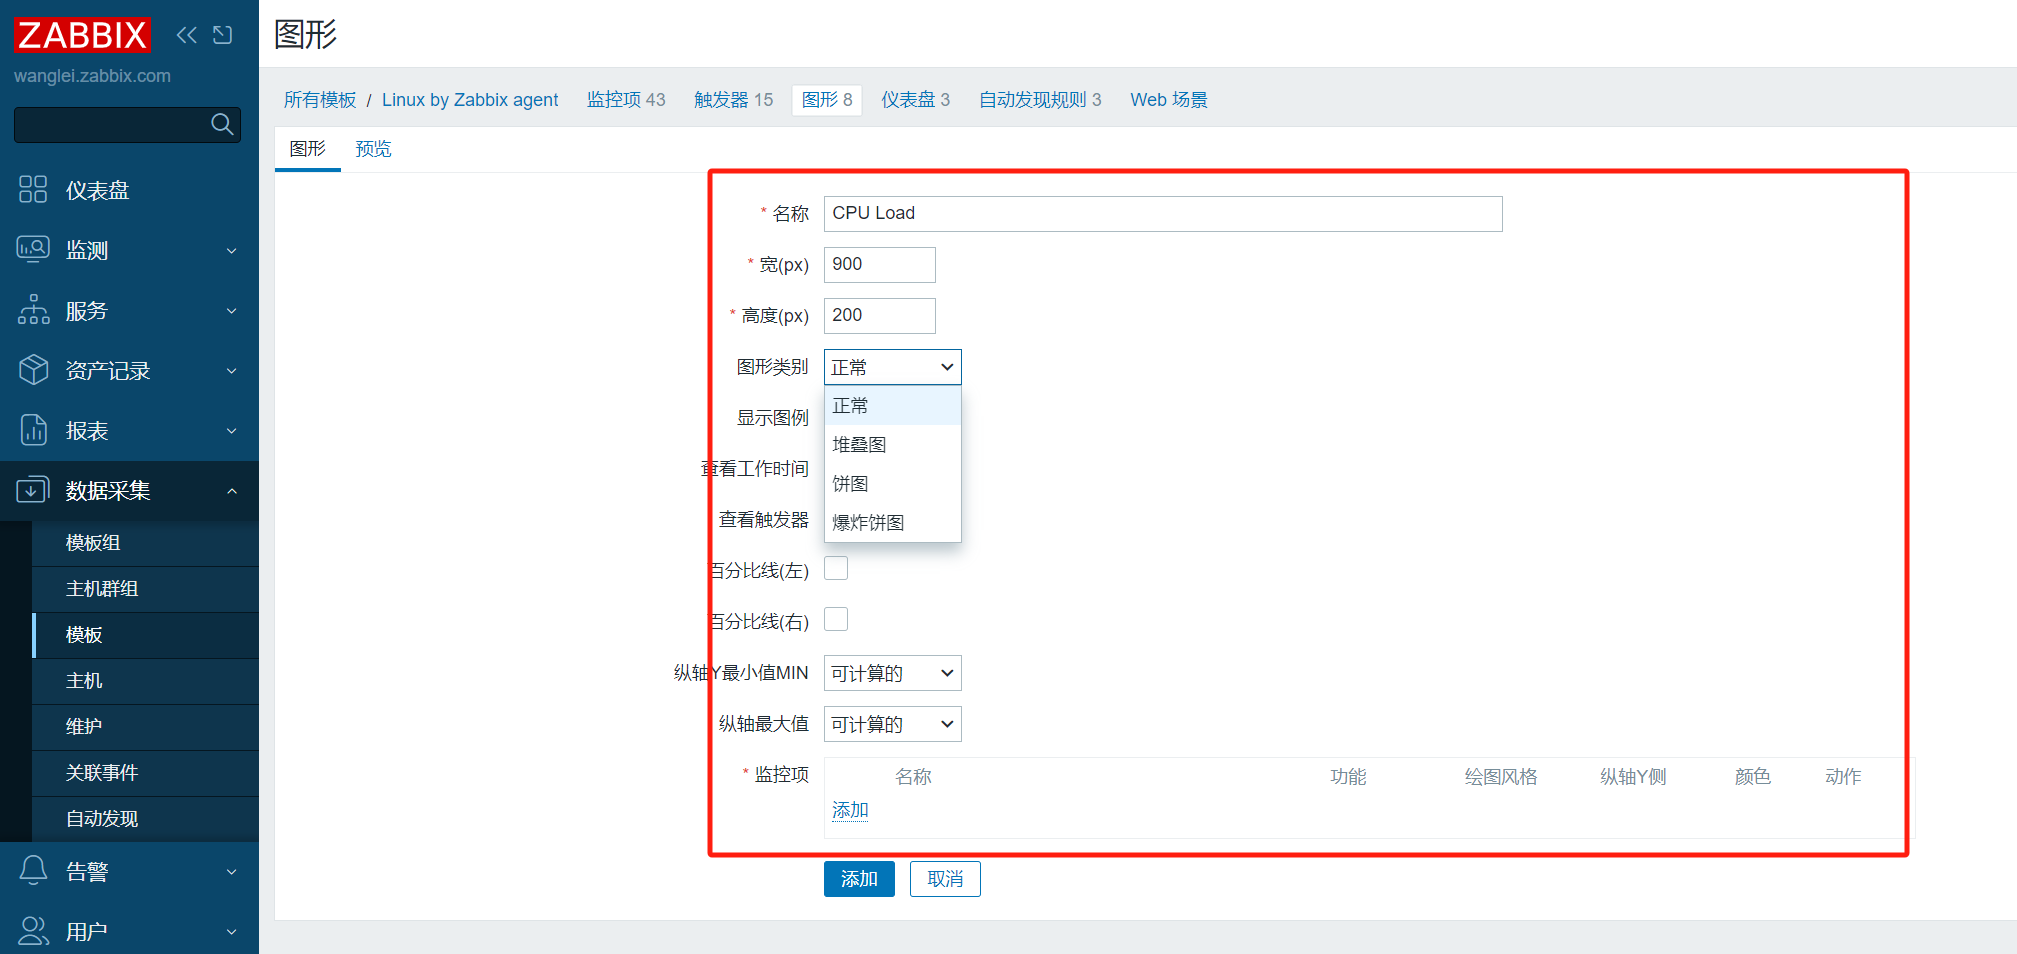 ZABBIX
wanglei.zabbix.com
仪表盘
监测
服务
资产记录
报表
数据采集
模板组
主机群组
模板
主机
维护
关联事件
自动发现
告警
用户
图形
所有模板 / Linux by Zabbix agent 监控项 43 触发器 15 图形 8 仪表盘 3 自动发现规则 3 Web 场景
图形 预览
* 名称 CPU Load
* 宽(px) 900
* 高度(px) 200
图形类别 正常
正常
显示图例
堆叠图
查看工作时间
饼图
查看触发器
爆炸饼图
百分比线(左)
百分比线(右)
纵轴Y最小值MIN 可计算的
纵轴最大值 可计算的
* 监控项 名称 功能 绘图风格 纵轴Y侧 颜色 动作
添加
添加 取消